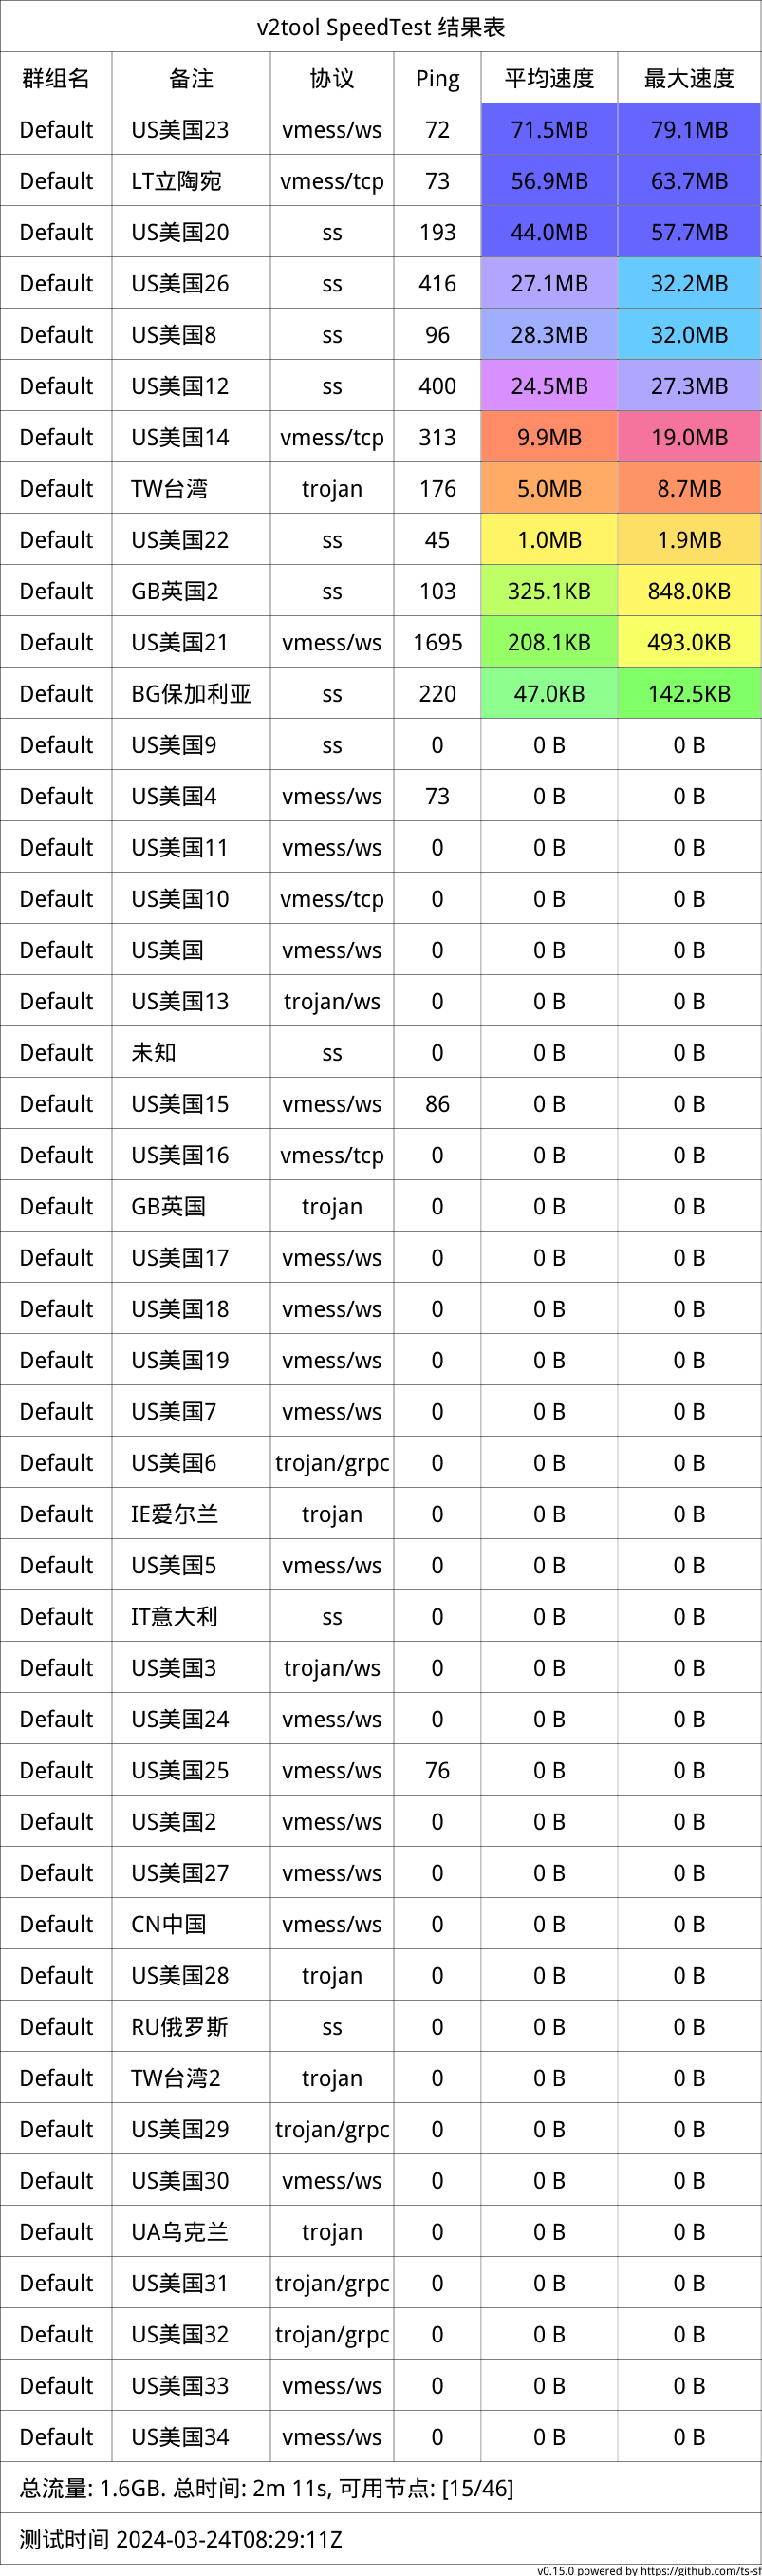 v2tool SpeedTest 结果表
群组名 备注 协议 Ping 平均速度 最大速度
Default US美国23 vmess/ws 72 71.5MB 79.1MB
Default LT立陶宛 vmess/tcp 73 56.9MB 63.7MB
Default US美国20 ss 193 44.0MB 57.7MB
Default US美国26 ss 416 27.1MB 32.2MB
Default US美国8 ss 96 28.3MB 32.0MB
Default US美国12 ss 400 24.5MB 27.3MB
Default US美国14 vmess/tcp 313 9.9MB 19.0MB
Default TW台湾 trojan 176 5.0MB 8.7MB
Default US美国22 ss 45 1.0MB 1.9MB
Default GB英国2 ss 103 325.1KB 848.0KB
Default US美国21 vmess/ws 1695 208.1KB 493.0KB
Default BG保加利亚 ss 220 47.0KB 142.5KB
Default US美国9 ss 0 0 B 0 B
Default US美国4 vmess/ws 73 0 B 0 B
Default US美国11 vmess/ws 0 0 B 0 B
Default US美国10 vmess/tcp 0 0 B 0 B
Default US美国 vmess/ws 0 0 B 0 B
Default US美国13 trojan/ws 0 0 B 0 B
Default 未知 ss 0 0 B 0 B
Default US美国15 vmess/ws 86 0 B 0 B
Default US美国16 vmess/tcp 0 0 B 0 B
Default GB英国 trojan 0 0 B 0 B
Default US美国17 vmess/ws 0 0 B 0 B
Default US美国18 vmess/ws 0 0 B 0 B
Default US美国19 vmess/ws 0 0 B 0 B
Default US美国7 vmess/ws 0 0 B 0 B
Default US美国6 trojan/grpc 0 0 B 0 B
Default IE爱尔兰 trojan 0 0 B 0 B
Default US美国5 vmess/ws 0 0 B 0 B
Default IT意大利 ss 0 0 B 0 B
Default US美国3 trojan/ws 0 0 B 0 B
Default US美国24 vmess/ws 0 0 B 0 B
Default US美国25 vmess/ws 76 0 B 0 B
Default US美国2 vmess/ws 0 0 B 0 B
Default US美国27 vmess/ws 0 0 B 0 B
Default CN中国 vmess/ws 0 0 B 0 B
Default US美国28 trojan 0 0 B 0 B
Default RU俄罗斯 ss 0 0 B 0 B
Default TW台湾2 trojan 0 0 B 0 B
Default US美国29 trojan/grpc 0 0 B 0 B
Default US美国30 vmess/ws 0 0 B 0 B
Default UA乌克兰 trojan 0 0 B 0 B
Default US美国31 trojan/grpc 0 0 B 0 B
Default US美国32 trojan/grpc 0 0 B 0 B
Default US美国33 vmess/ws 0 0 B 0 B
Default US美国34 vmess/ws 0 0 B 0 B
总流量: 1.6GB. 总时间: 2m 11s, 可用节点: [15/46]
测试时间 2024-03-24T08:29:11Z
v0.15.0 powered by https://github.com/ts-sf